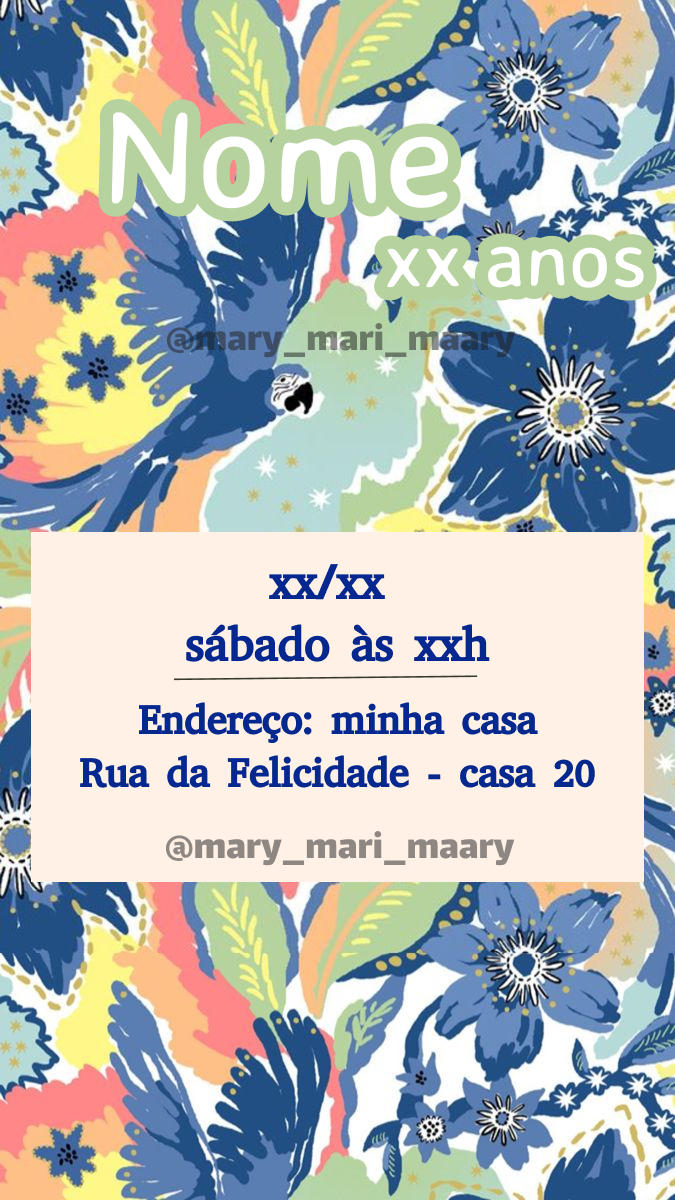 Nome
xx anos
@mary_mari_maary
xx/xx
sábado às xxh
Endereço: minha casa
Rua da Felicidade - casa 20
@mary_mari_maary